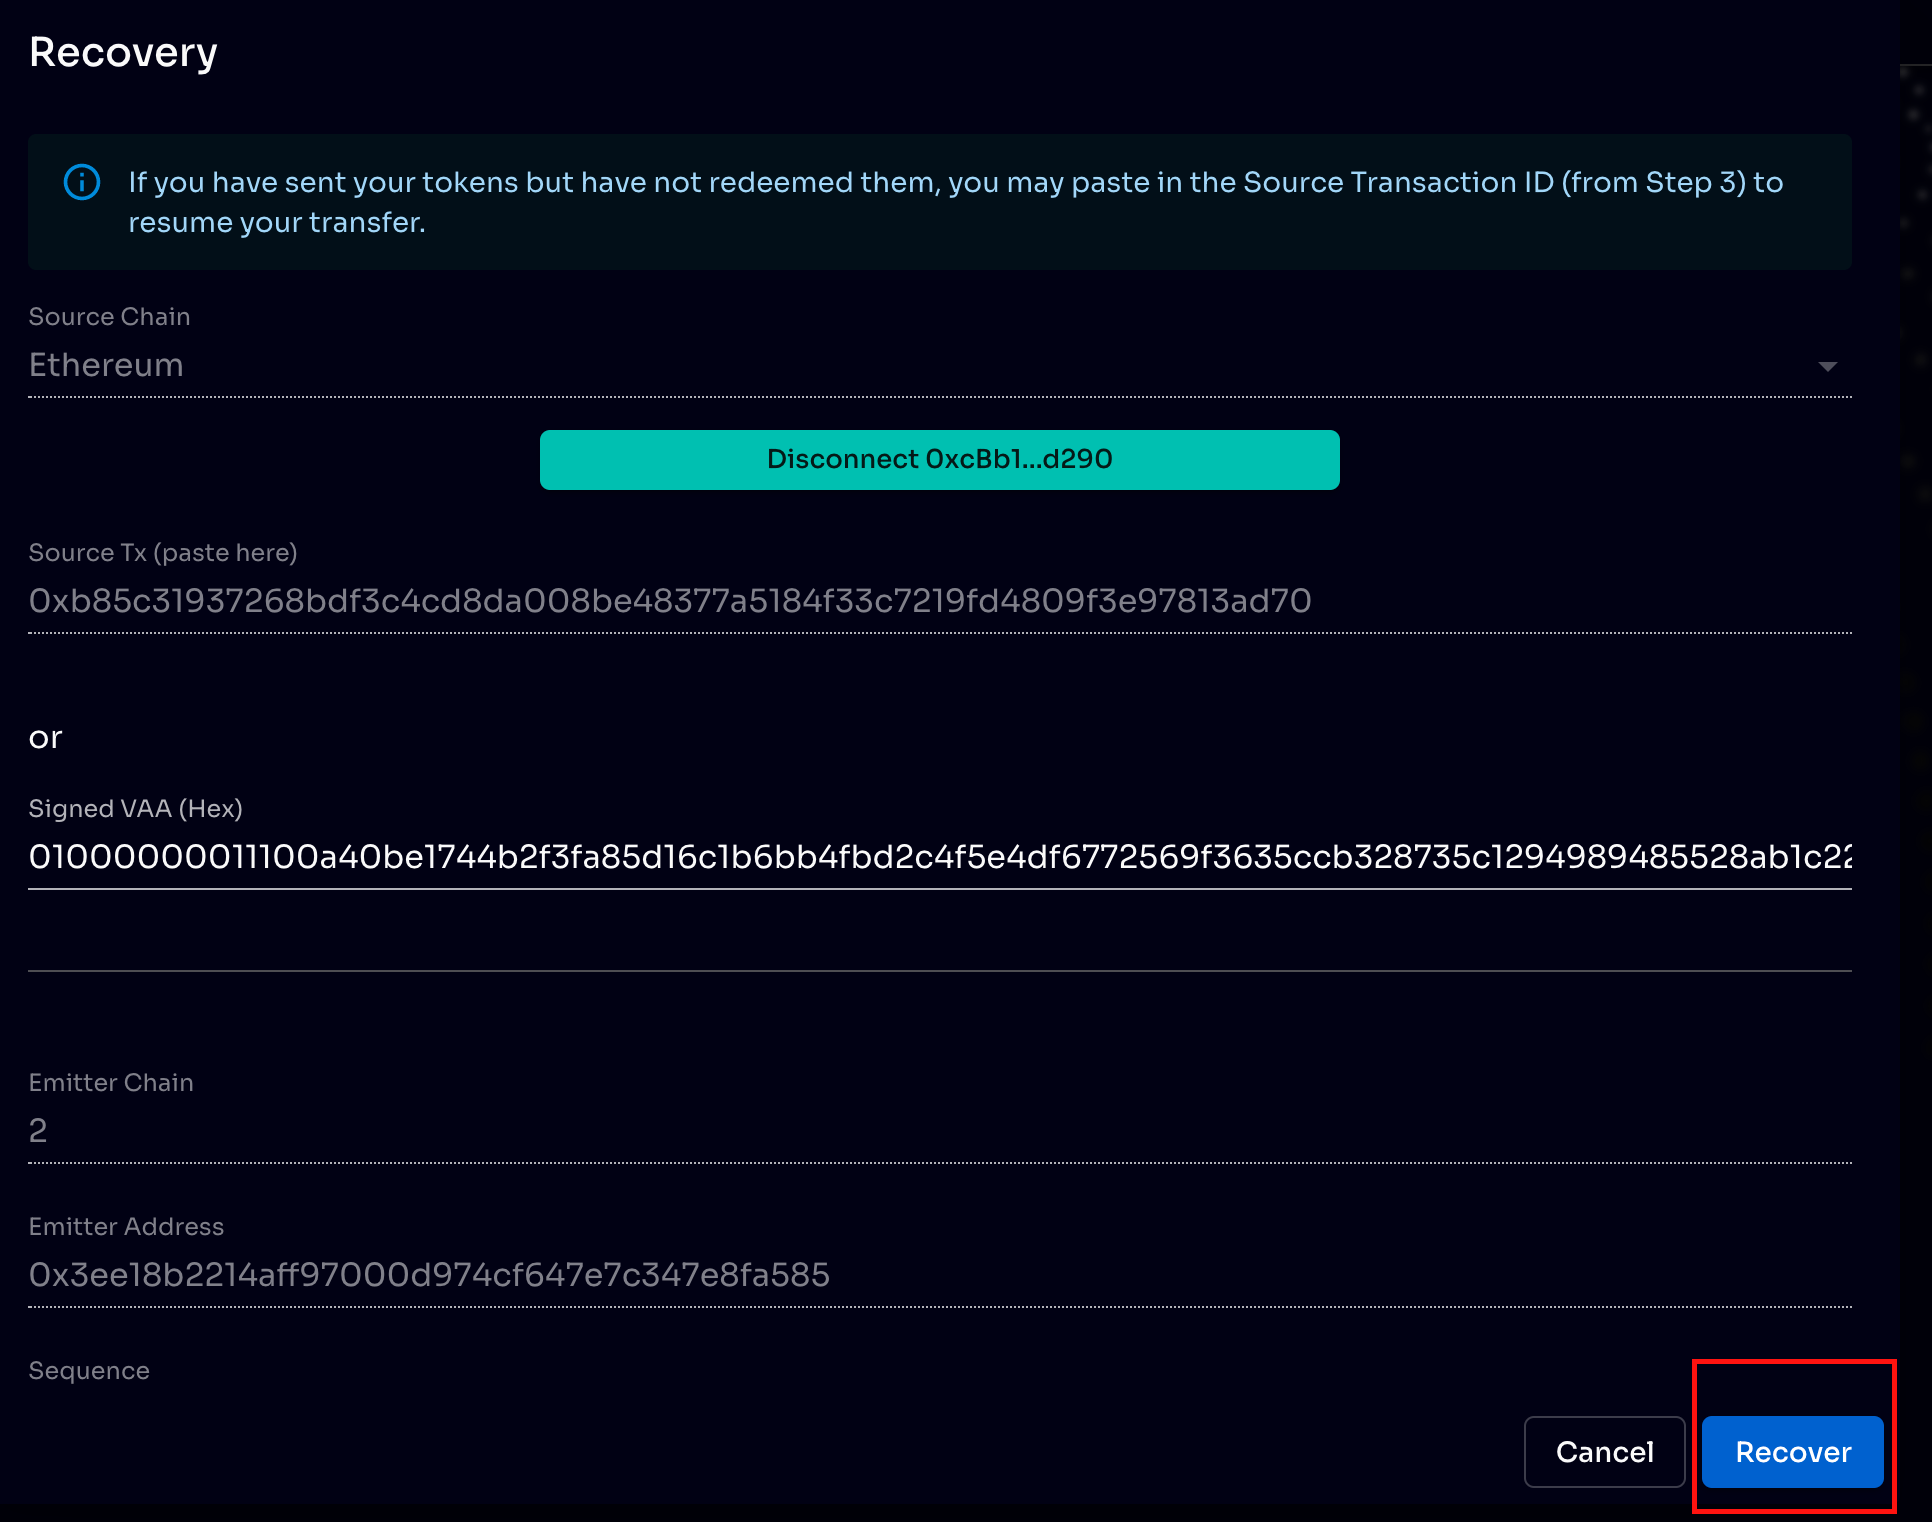 Recovery
If you have sent your tokens but have not redeemed them, you may paste in the Source Transaction ID (from Step 3) to
resume your transfer.
Source Chain
Ethereum
Disconnect 0xcBb1...d290
Source Tx (paste here)
0xb85c31937268bdf3c4cd8da008be48377a5184f33c7219fd4809f3e97813ad70
or
Signed VAA (Hex)
01000000011100a40be1744b2f3fa85d16c1b6bb4fbd2c4f5e4df6772569f3635ccb328735c1294989485528ab1c22
Emitter Chain
2
Emitter Address
0x3ee18b2214aff97000d974cf647e7c347e8fa585
Sequence
Cancel
Recover